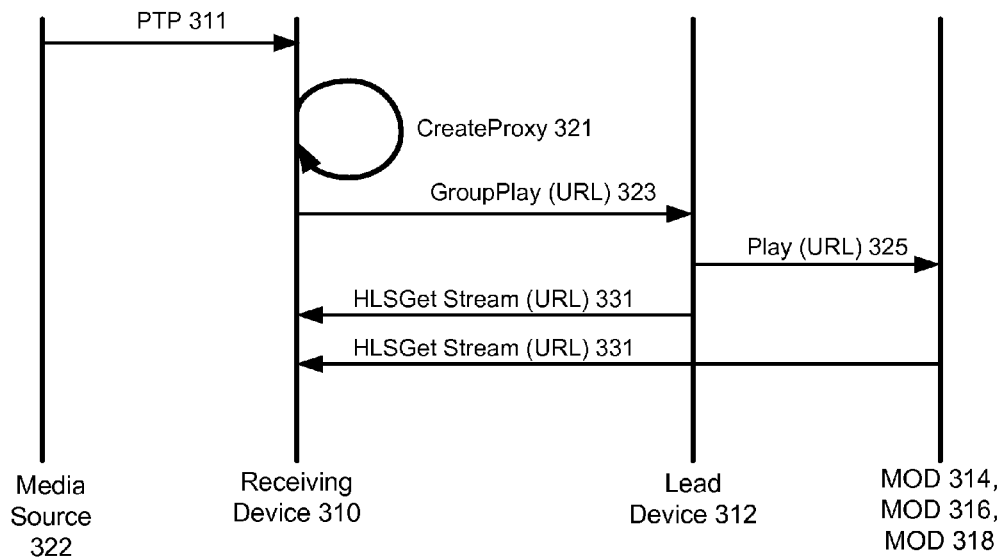 PTP 311
CreateProxy 321
GroupPlay (URL) 323
Play (URL) 325
HLSGet Stream (URL) 331
HLSGet Stream (URL) 331
Media
Source
322
Receiving
Device 310
Lead
Device 312
MOD 314,
MOD 316,
MOD 318